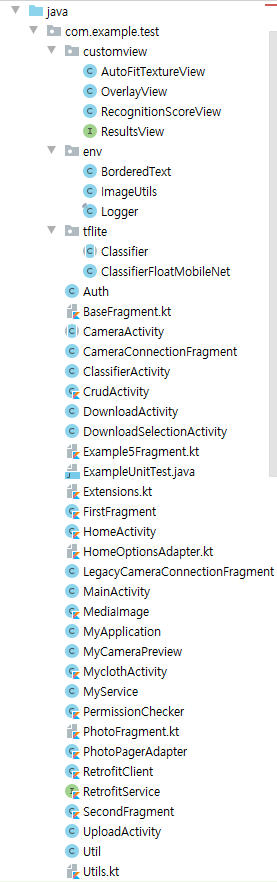 java
com.example.test
customview
AutoFitTextureView
OverlayView
RecognitionScoreView
ResultsView
env
BorderedText
ImageUtils
Logger
tflite
Classifier
ClassifierFloatMobileNet
Auth
BaseFragment.kt
CameraActivity
CameraConnectionFragment
ClassifierActivity
CrudActivity
DownloadActivity
DownloadSelectionActivity
Example5Fragment.kt
ExampleUnitTest.java
Extensions.kt
FirstFragment
HomeActivity
HomeOptionsAdapter.kt
LegacyCameraConnectionFragment
MainActivity
MediaImage
MyApplication
MyCameraPreview
MyclothActivity
MyService
PermissionChecker
PhotoFragment.kt
PhotoPagerAdapter
RetrofitClient
RetrofitService
SecondFragment
UploadActivity
Util
Utils.kt